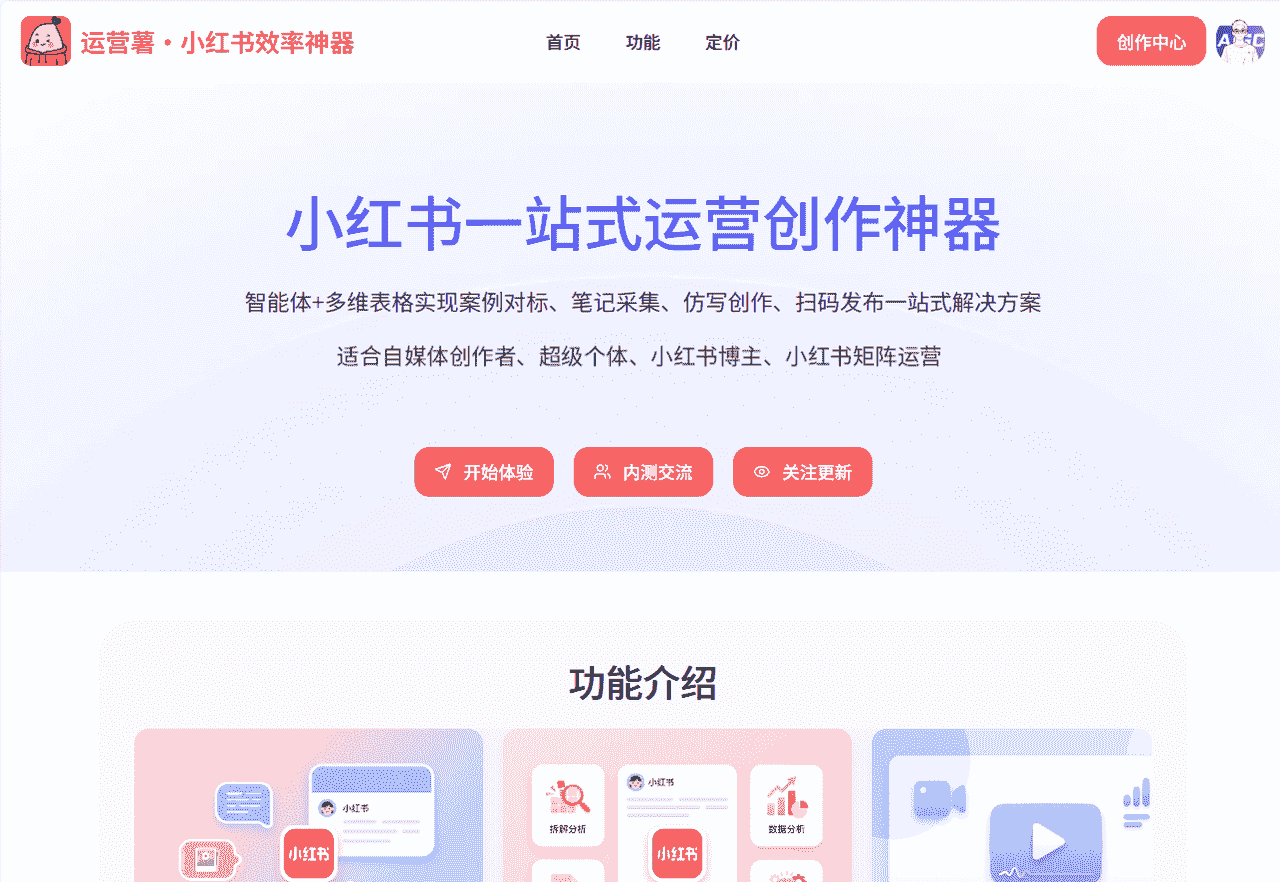 运营薯·小红书效率神器
首页
功能
定价
创作中心
小红书一站式运营创作神器
智能体+多维表格实现案例对标、笔记采集、仿写创作、扫码发布一站式解决方案
适合自媒体创作者、超级个体、小红书博主、小红书矩阵运营
开始体验
内测交流
关注更新
功能介绍
小红书
小红书
小红书
拆解分析
小红书
数据分析